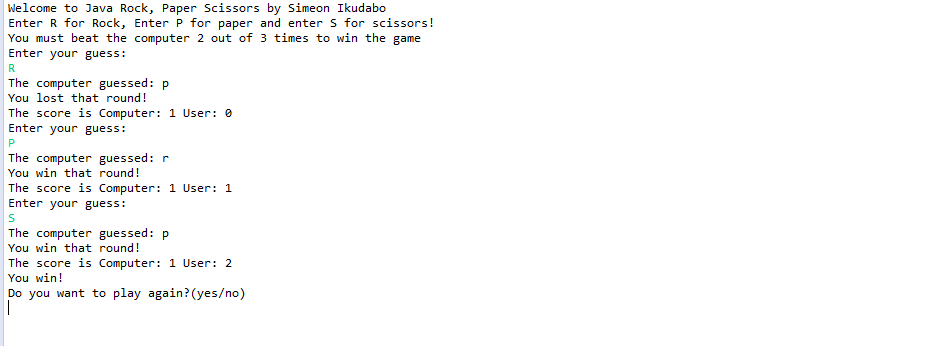 Welcome to Java Rock, Paper Scissors by Simeon Ikudabo
Enter R for Rock, Enter P for paper and enter S for scissors!
You must beat the computer 2 out of 3 times to win the game
Enter your guess:
R
The computer guessed: p
You lost that round!
The score is Computer: 1 User: 0
Enter your guess:
P
The computer guessed: r
You win that round!
The score is Computer: 1 User: 1
Enter your guess:
S
The computer guessed: p
You win that round!
The score is Computer: 1 User: 2
You win!
Do you want to play again?(yes/no)